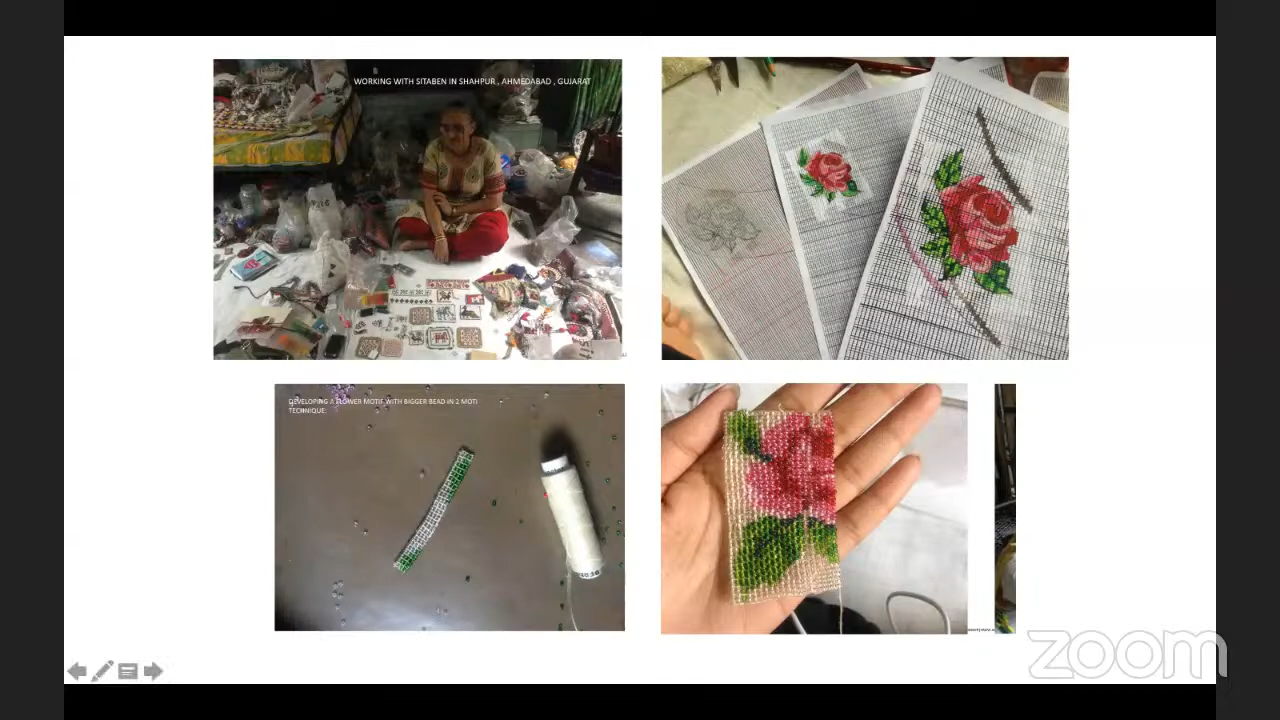 WORKING WITH SITABEN IN SHAHPUR , AHMEDABAD , GUJARAT
DEVELOPING A FLOWER MOTIF WITH BIGGER BEAD IN 2 MOTI
TECHNIQUE:
zoom